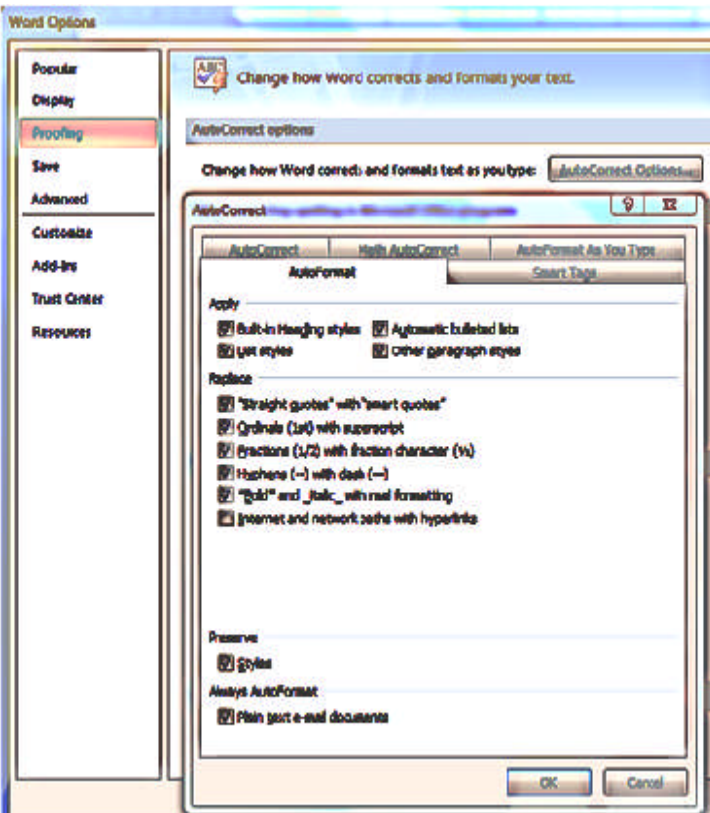 Word Options
Popular
Display
Proofing
Save
Advanced
Customize
Add-Ins
Trust Center
Resources
Change how Word corrects and formats your text.
AutoCorrect options
Change how Word corrects and formats text as you type:
AutoCorrect Options...
AutoCorrect
AutoCorrect
Math AutoCorrect
AutoFormat As You Type
AutoFormat
Smart Tags
Apply
Built-in Heading styles
Automatic bulleted lists
List styles
Other paragraph styles
Replace
"Straight quotes" with “smart quotes”
Ordinals (1st) with superscript
Fractions (1/2) with fraction character (½)
Hyphens (--) with dash (—)
*Bold* and _italic_ with real formatting
Internet and network paths with hyperlinks
Preserve
Styles
Always AutoFormat
Plain text e-mail documents
OK
Cancel